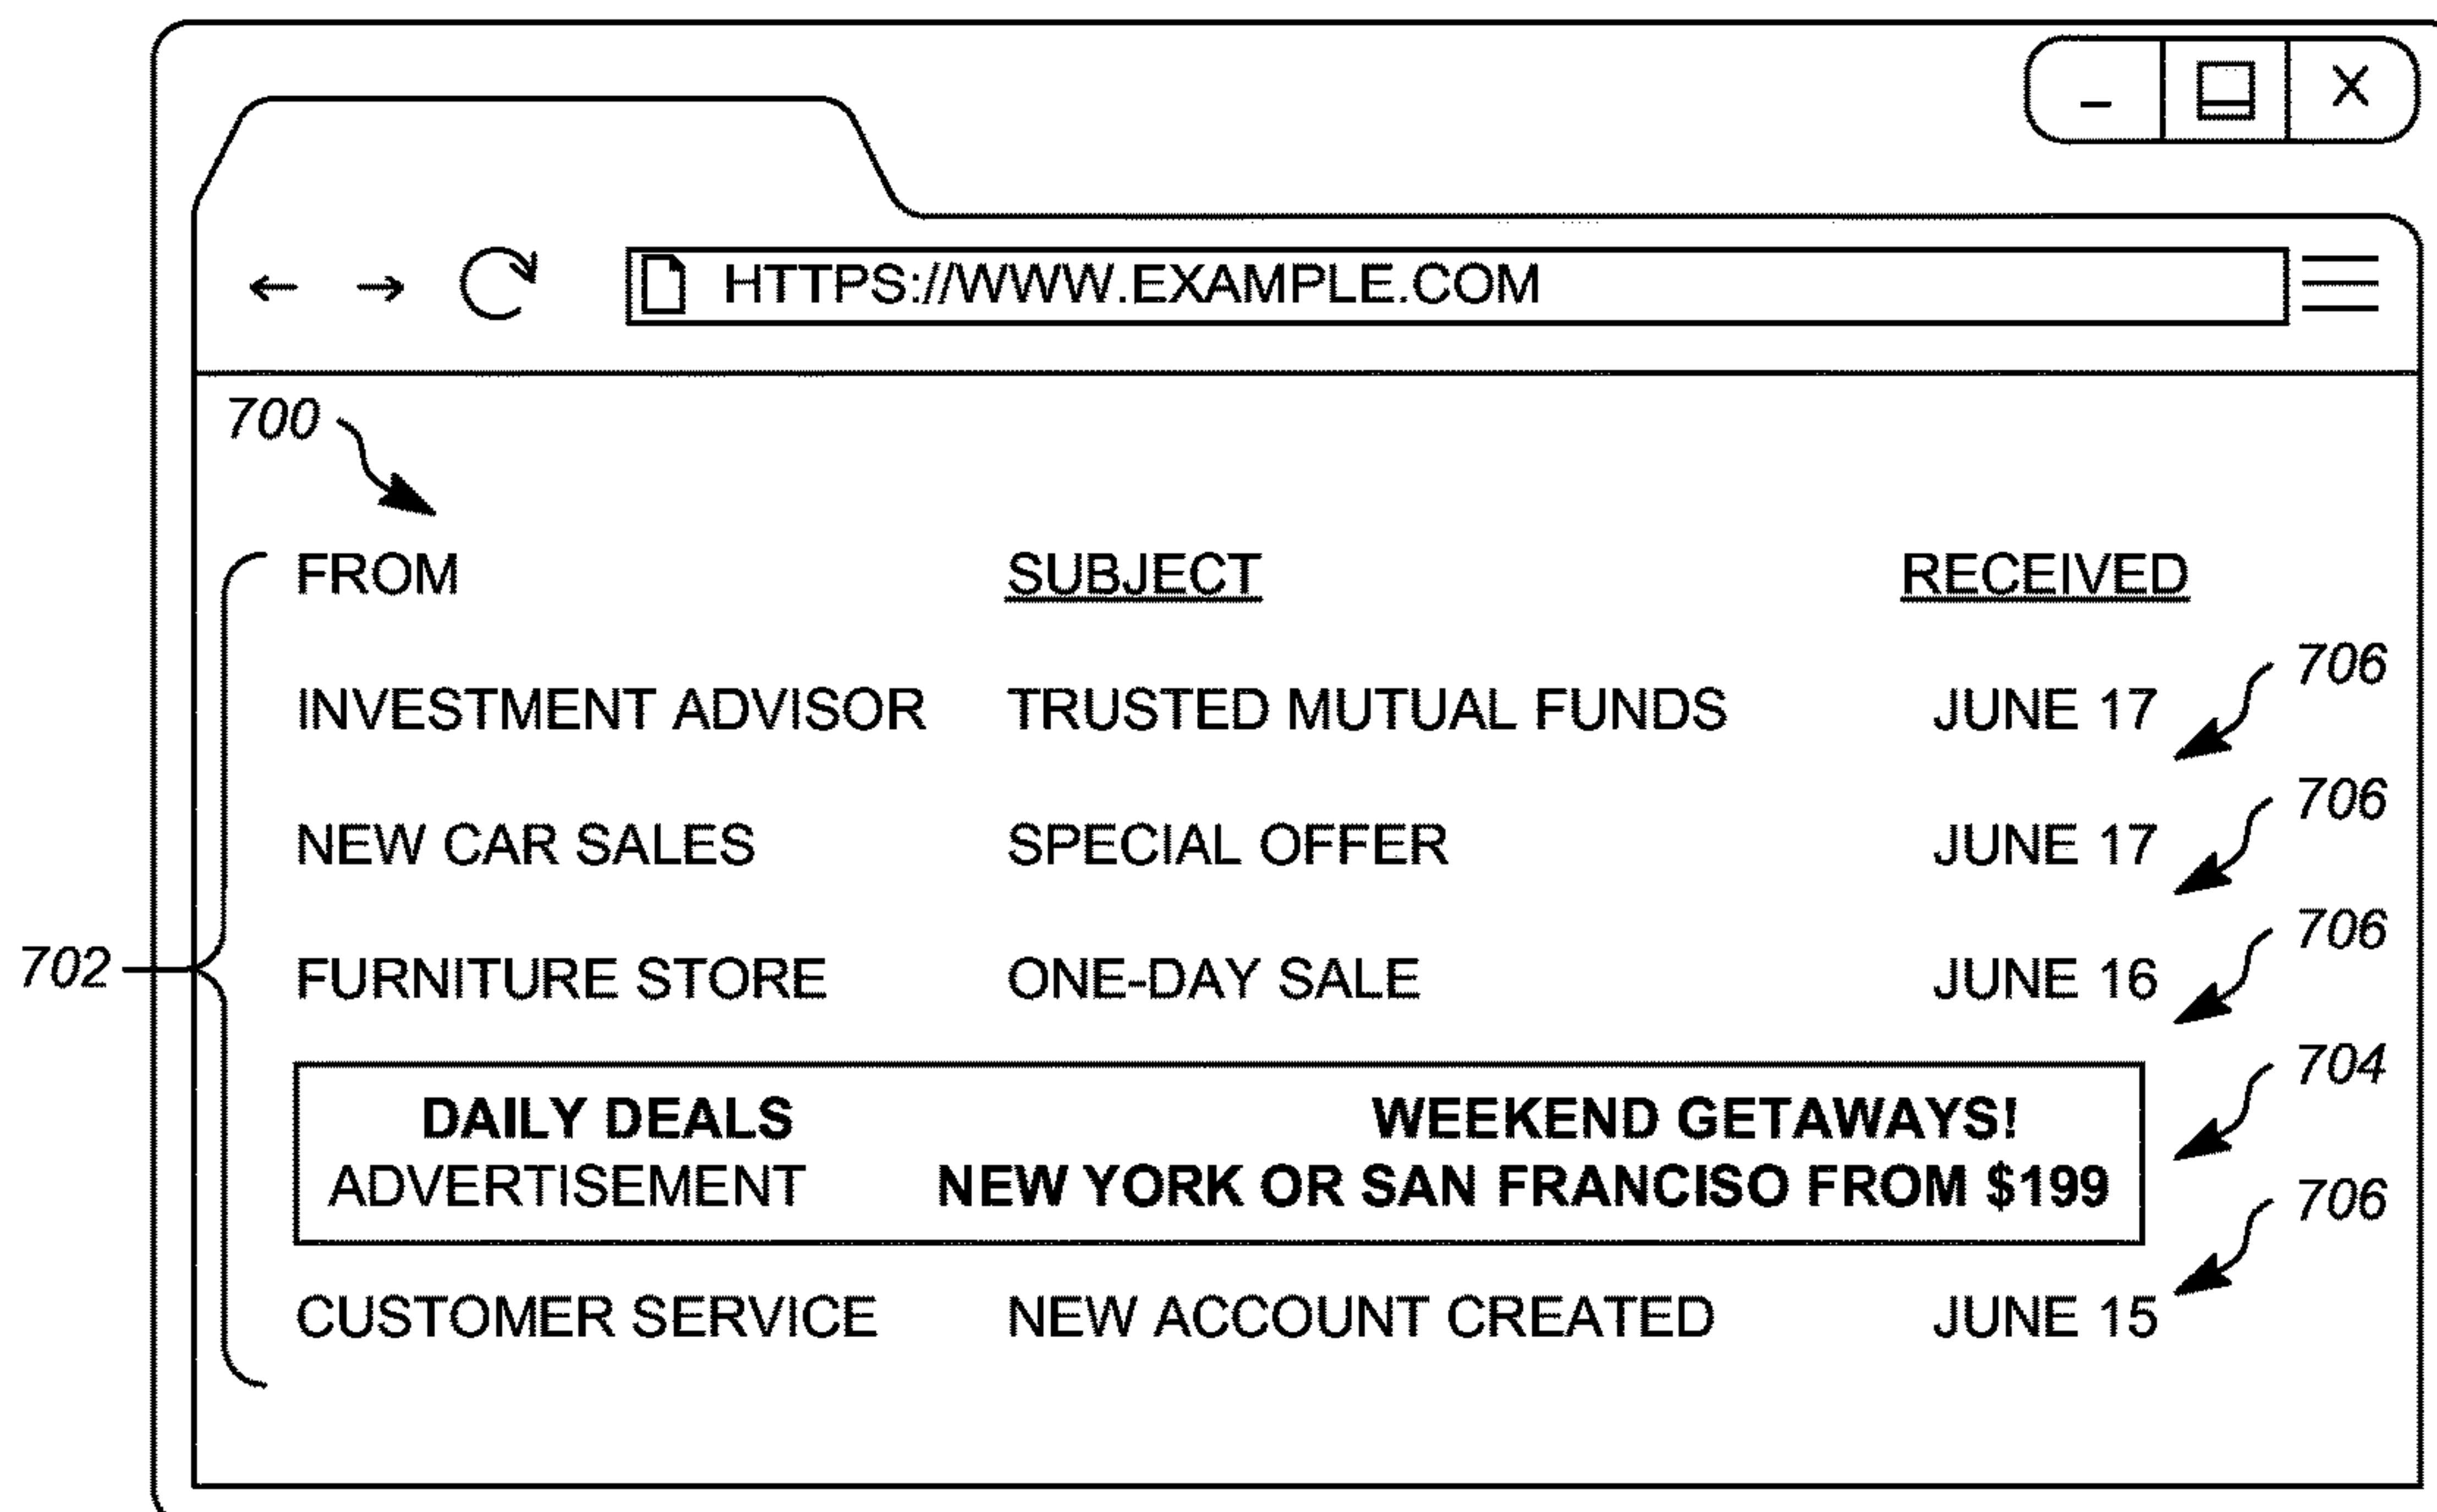 HTTPS://WWW.EXAMPLE.COM
700
FROM SUBJECT RECEIVED
706
INVESTMENT ADVISOR TRUSTED MUTUAL FUNDS JUNE 17
706
NEW CAR SALES SPECIAL OFFER JUNE 17
706
702 FURNITURE STORE ONE-DAY SALE JUNE 16
704
DAILY DEALS WEEKEND GETAWAYS!
ADVERTISEMENT NEW YORK OR SAN FRANCISO FROM $199
706
CUSTOMER SERVICE NEW ACCOUNT CREATED JUNE 15